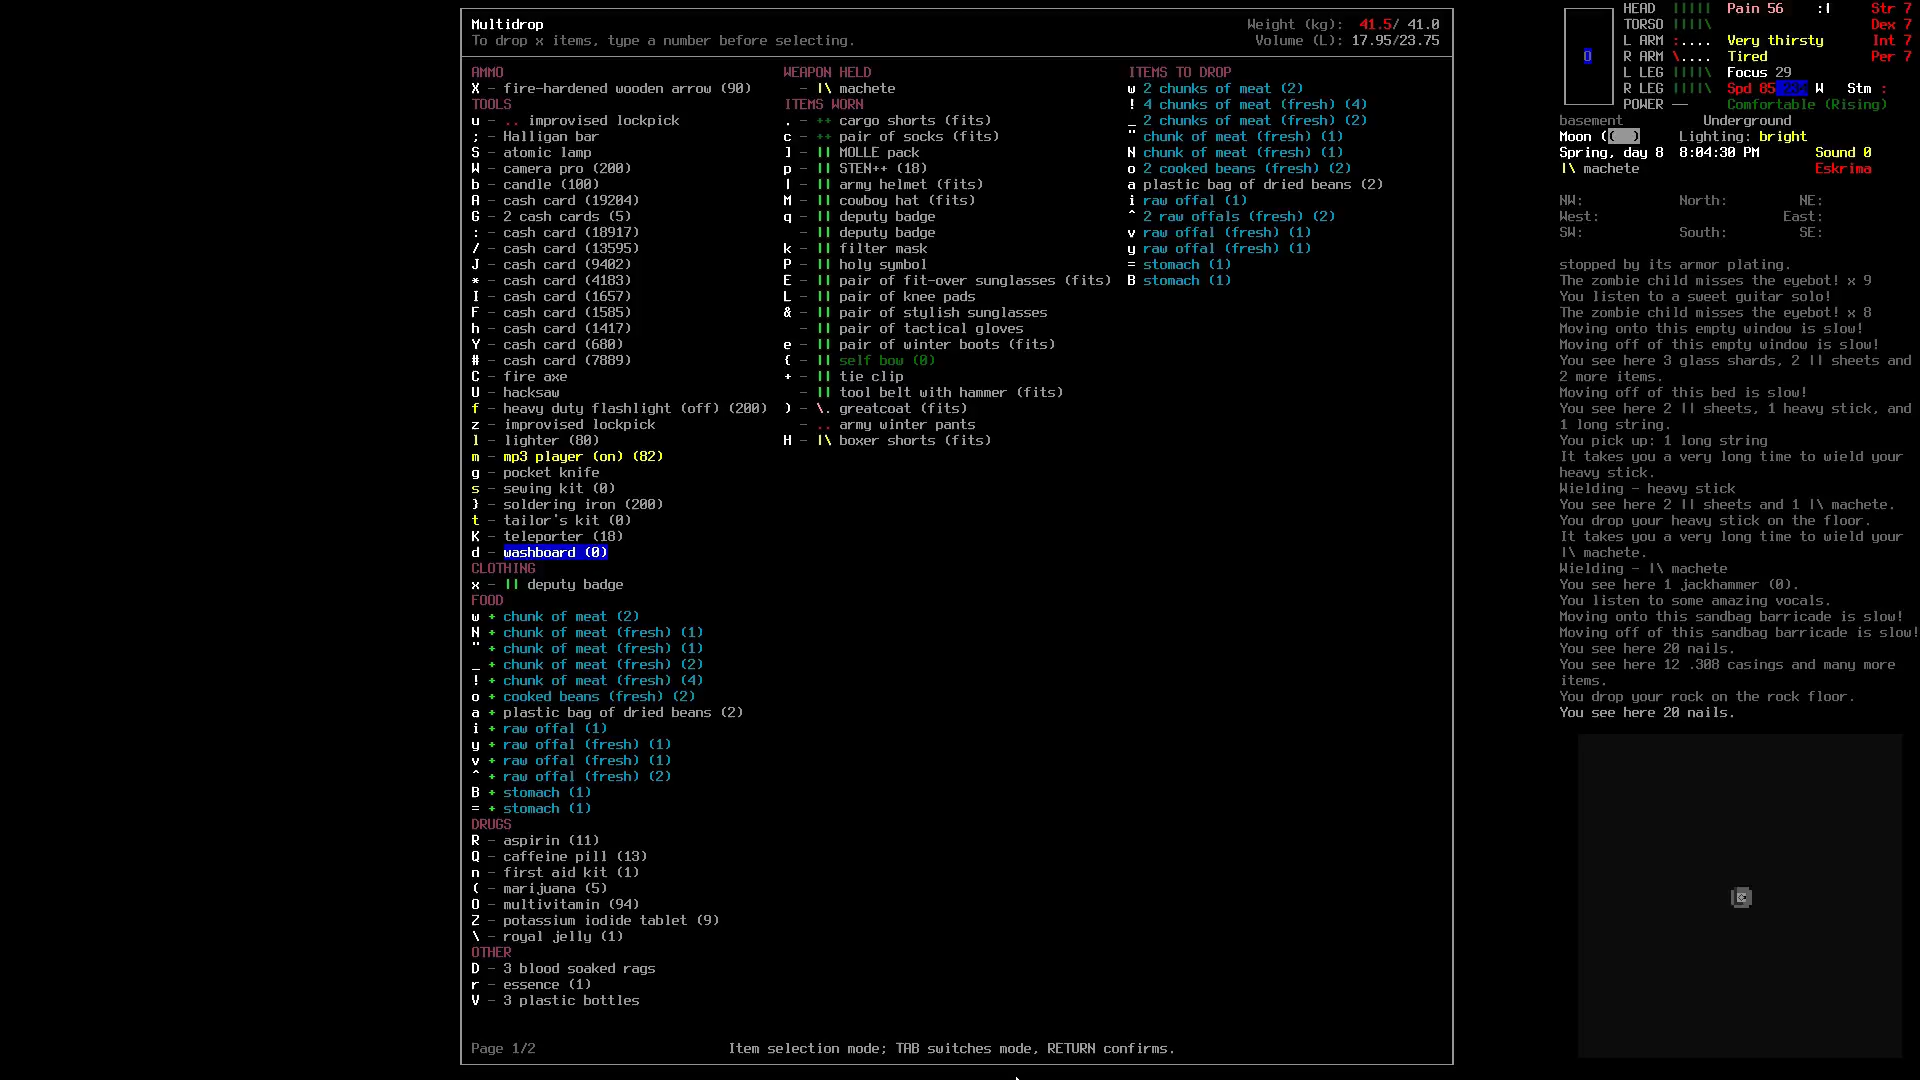 Multidrop
Weight (kg): 41.5/ 41.0
To drop x items, type a number before selecting.
Volume (L): 17.95/23.75
AMMO
X - fire-hardened wooden arrow (90)
TOOLS
u - .. improvised lockpick
; - Halligan bar
S - atomic lamp
W - camera pro (200)
b - candle (100)
A - cash card (19204)
G - 2 cash cards (5)
: - cash card (18917)
/ - cash card (13595)
J - cash card (9402)
* - cash card (4183)
I - cash card (1657)
F - cash card (1585)
h - cash card (1417)
Y - cash card (680)
# - cash card (7889)
C - fire axe
U - hacksaw
f - heavy duty flashlight (off) (200)
z - improvised lockpick
l - lighter (80)
m - mp3 player (on) (82)
g - pocket knife
s - sewing kit (0)
} - soldering iron (200)
t - tailor's kit (0)
K - teleporter (18)
d - washboard (0)
CLOTHING
x - || deputy badge
FOOD
w + chunk of meat (2)
N + chunk of meat (fresh) (1)
" + chunk of meat (fresh) (1)
_ + chunk of meat (fresh) (2)
! + chunk of meat (fresh) (4)
o + cooked beans (fresh) (2)
a + plastic bag of dried beans (2)
i + raw offal (1)
y + raw offal (fresh) (1)
v + raw offal (fresh) (1)
^ + raw offal (fresh) (2)
B + stomach (1)
= + stomach (1)
DRUGS
R - aspirin (11)
Q - caffeine pill (13)
n - first aid kit (1)
( - marijuana (5)
O - multivitamin (94)
Z - potassium iodide tablet (9)
\ - royal jelly (1)
OTHER
D - 3 blood soaked rags
r - essence (1)
V - 3 plastic bottles
WEAPON HELD
- |\ machete
ITEMS WORN
. - ++ cargo shorts (fits)
c - ++ pair of socks (fits)
] - || MOLLE pack
p - || STEN++ (18)
| - || army helmet (fits)
M - || cowboy hat (fits)
q - || deputy badge
- || deputy badge
k - || filter mask
P - || holy symbol
E - || pair of fit-over sunglasses (fits)
L - || pair of knee pads
& - || pair of stylish sunglasses
- || pair of tactical gloves
e - || pair of winter boots (fits)
{ - || self bow (0)
+ - || tie clip
- || tool belt with hammer (fits)
) - \. greatcoat (fits)
- .. army winter pants
H - |\ boxer shorts (fits)
ITEMS TO DROP
w 2 chunks of meat (2)
! 4 chunks of meat (fresh) (4)
_ 2 chunks of meat (fresh) (2)
" chunk of meat (fresh) (1)
N chunk of meat (fresh) (1)
o 2 cooked beans (fresh) (2)
a plastic bag of dried beans (2)
i raw offal (1)
^ 2 raw offals (fresh) (2)
v raw offal (fresh) (1)
y raw offal (fresh) (1)
= stomach (1)
B stomach (1)
Page 1/2
Item selection mode; TAB switches mode, RETURN confirms.
0
HEAD ||||| Pain 56 :| Str 7
TORSO ||||\ Dex 7
L ARM :.... Very thirsty Int 7
R ARM \.... Tired Per 7
L LEG ||||\ Focus 29
R LEG ||||\ Spd 85 W Stm :
POWER -- Comfortable (Rising)
basement Underground
Moon (( ) Lighting: bright
Spring, day 8 8:04:30 PM Sound 0
|\ machete Eskrima
NW: North: NE:
West: East:
SW: South: SE:
stopped by its armor plating.
The zombie child misses the eyebot! x 9
You listen to a sweet guitar solo!
The zombie child misses the eyebot! x 8
Moving onto this empty window is slow!
Moving off of this empty window is slow!
You see here 3 glass shards, 2 || sheets and
2 more items.
Moving off of this bed is slow!
You see here 2 || sheets, 1 heavy stick, and
1 long string.
You pick up: 1 long string
It takes you a very long time to wield your
heavy stick.
Wielding - heavy stick
You see here 2 || sheets and 1 |\ machete.
You drop your heavy stick on the floor.
It takes you a very long time to wield your
|\ machete.
Wielding - |\ machete
You see here 1 jackhammer (0).
You listen to some amazing vocals.
Moving onto this sandbag barricade is slow!
Moving off of this sandbag barricade is slow!
You see here 20 nails.
You see here 12 .308 casings and many more
items.
You drop your rock on the rock floor.
You see here 20 nails.